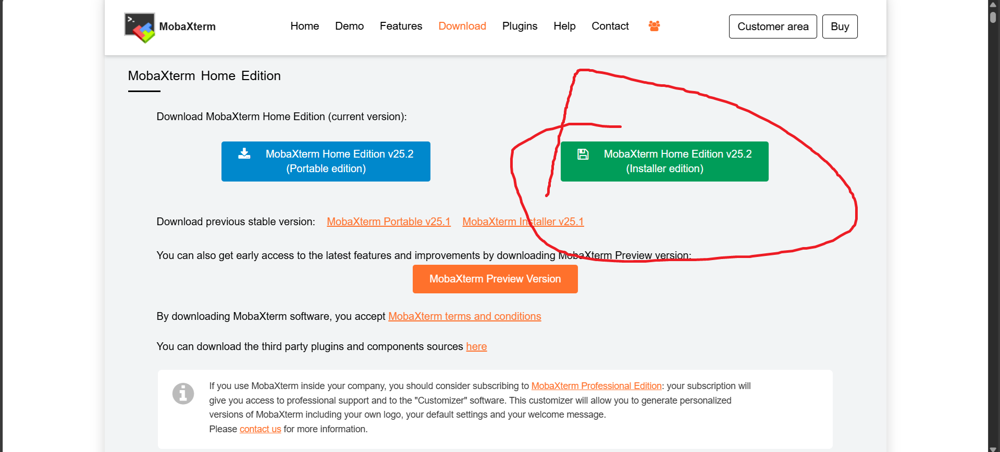 MobaXterm
Home Demo Features Download Plugins Help Contact
Customer area Buy
MobaXterm Home Edition
Download MobaXterm Home Edition (current version):
MobaXterm Home Edition v25.2
(Portable edition)
MobaXterm Home Edition v25.2
(Installer edition)
Download previous stable version: MobaXterm Portable v25.1 MobaXterm Installer v25.1
You can also get early access to the latest features and improvements by downloading MobaXterm Preview version:
MobaXterm Preview Version
By downloading MobaXterm software, you accept MobaXterm terms and conditions
You can download the third party plugins and components sources here
If you use MobaXterm inside your company, you should consider subscribing to MobaXterm Professional Edition: your subscription will
give you access to professional support and to the "Customizer" software. This customizer will allow you to generate personalized
versions of MobaXterm including your own logo, your default settings and your welcome message.
Please contact us for more information.